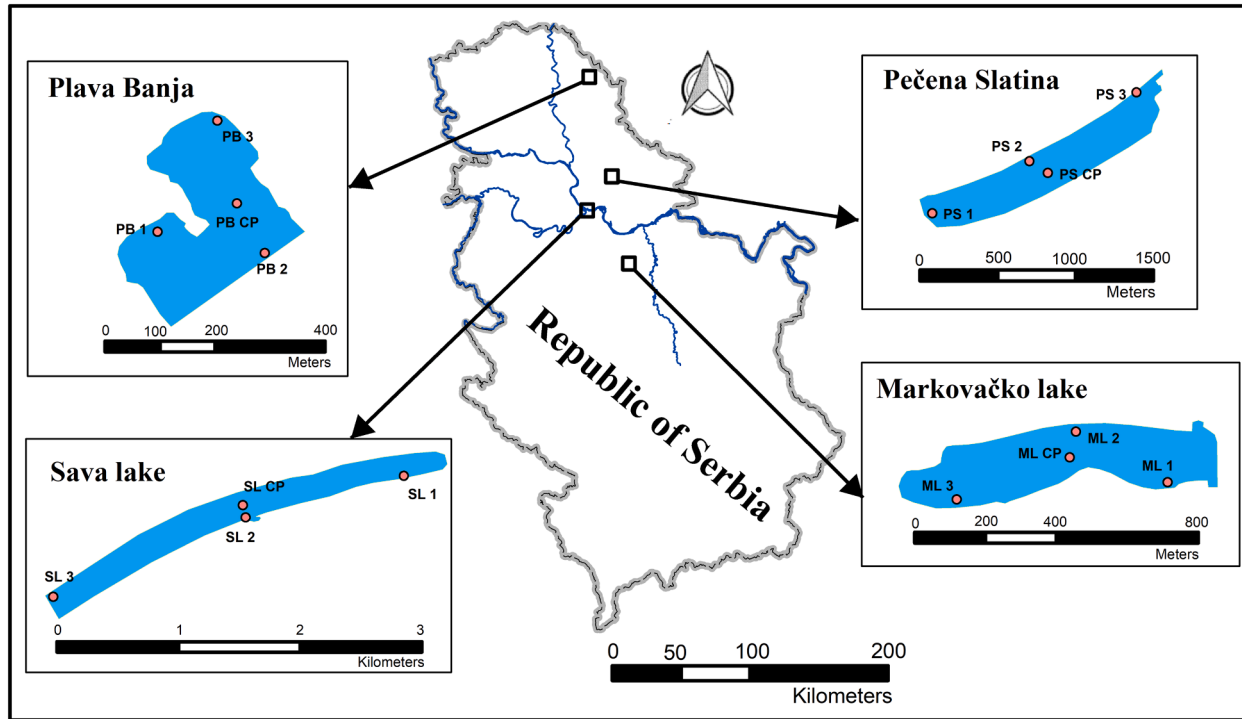 Plava Banja
PB 3
PB CP
PB 1
PB 2
0 100 200 400
Meters
Pečena Slatina
PS 3
PS 2
PS CP
PS 1
0 500 1000 1500
Meters
Republic of Serbia
Sava lake
SL CP
SL 1
SL 2
SL 3
0 1 2 3
Kilometers
Markovačko lake
ML 2
ML CP
ML 1
ML 3
0 200 400 800
Meters
0 50 100 200
Kilometers